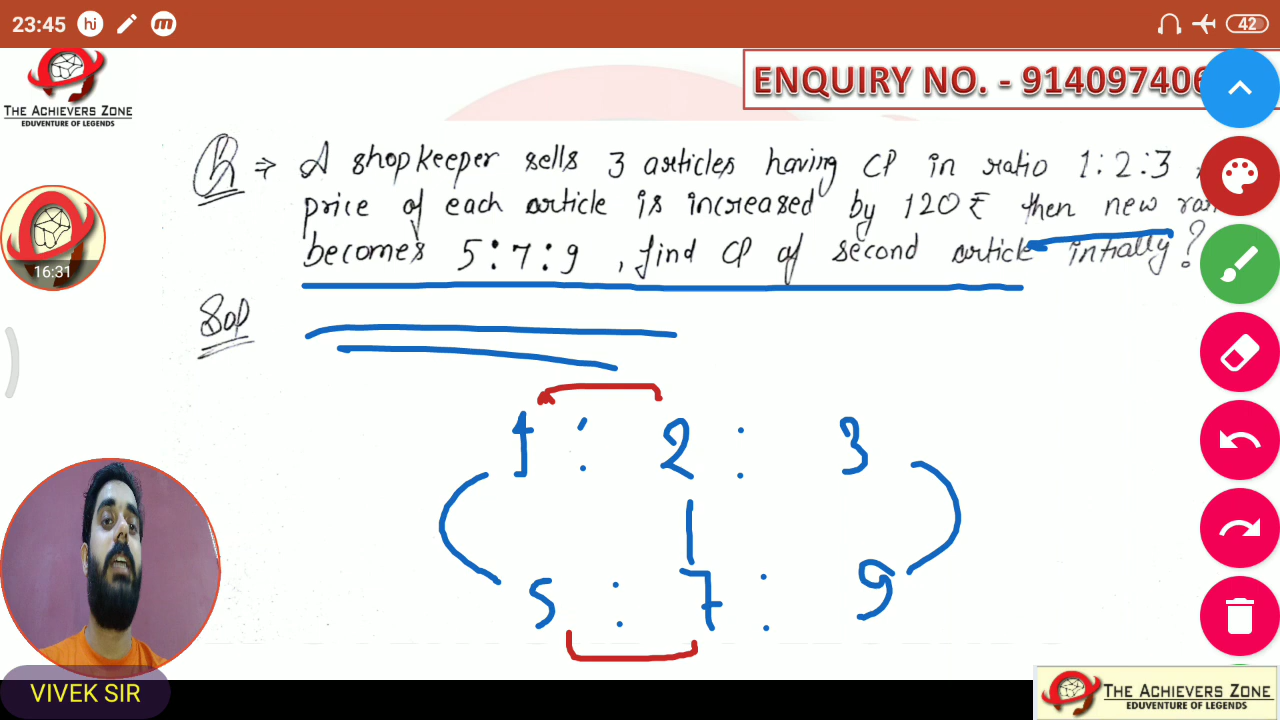 23:45
hi
m
42
THE ACHIEVERS ZONE
EDUVENTURE OF LEGENDS
ENQUIRY NO. - 914097406
Q ⇒ A shopkeeper sells 3 articles having CP in ratio 1:2:3
price of each article is increased by 120 ₹ then new
becomes 5:7:9 , find CP of second article intially ?
16:31
Sol
1 : 2 : 3
5 : 7 : 9
VIVEK SIR
THE ACHIEVERS ZONE
EDUVENTURE OF LEGENDS